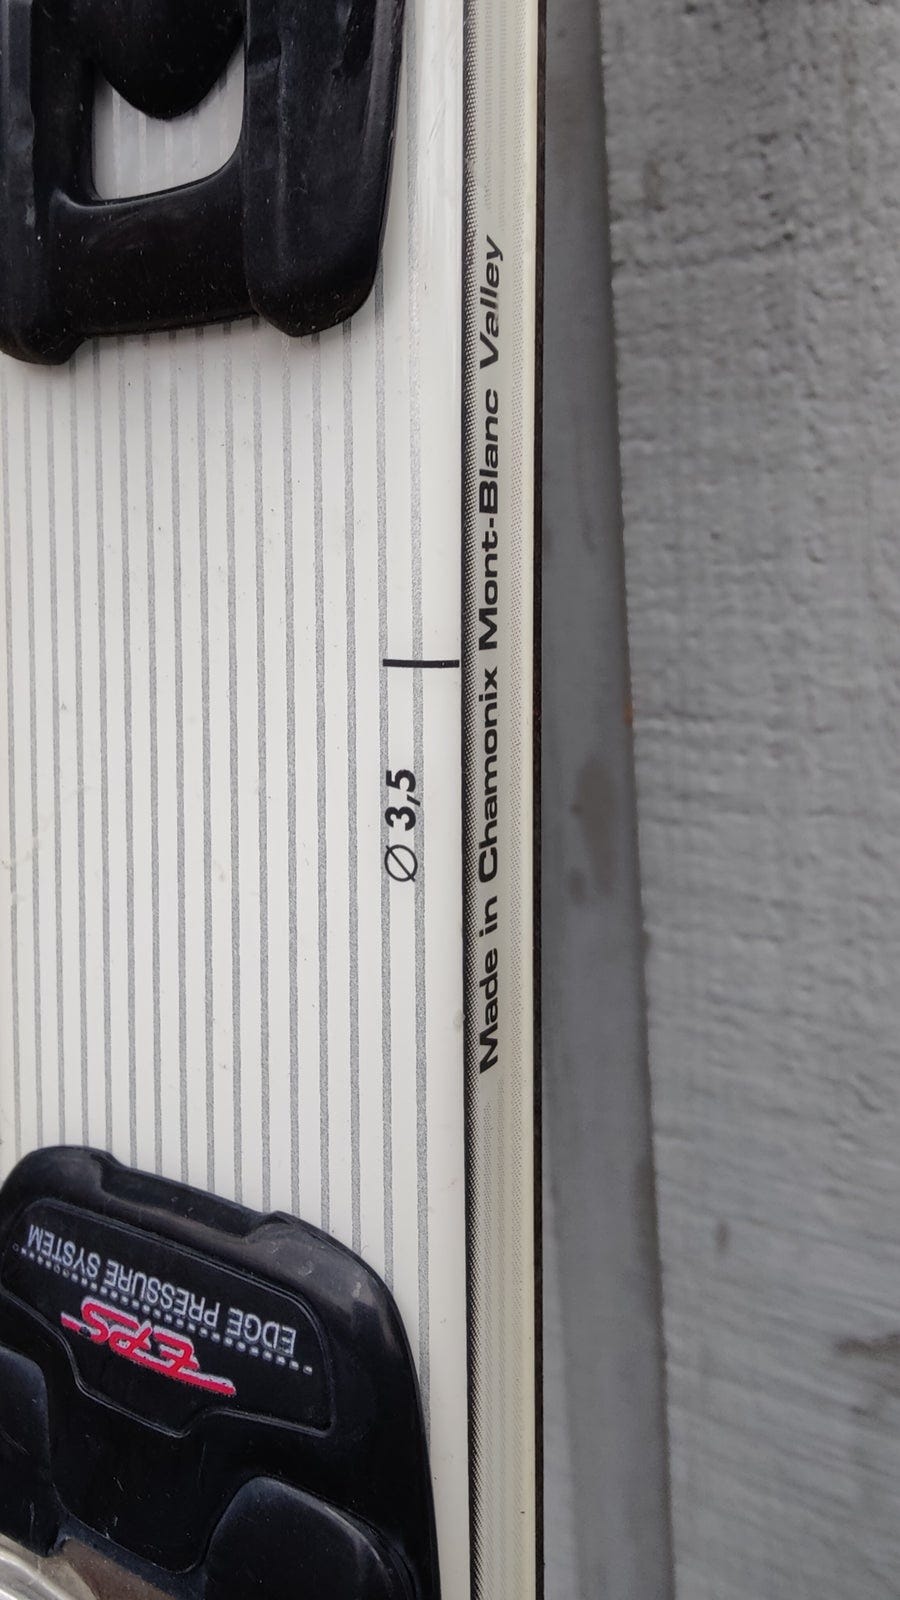 Made in Chamonix Mont-Blanc Valley
Ø 3,5
EDGE PRESSURE SYSTEM
EPS